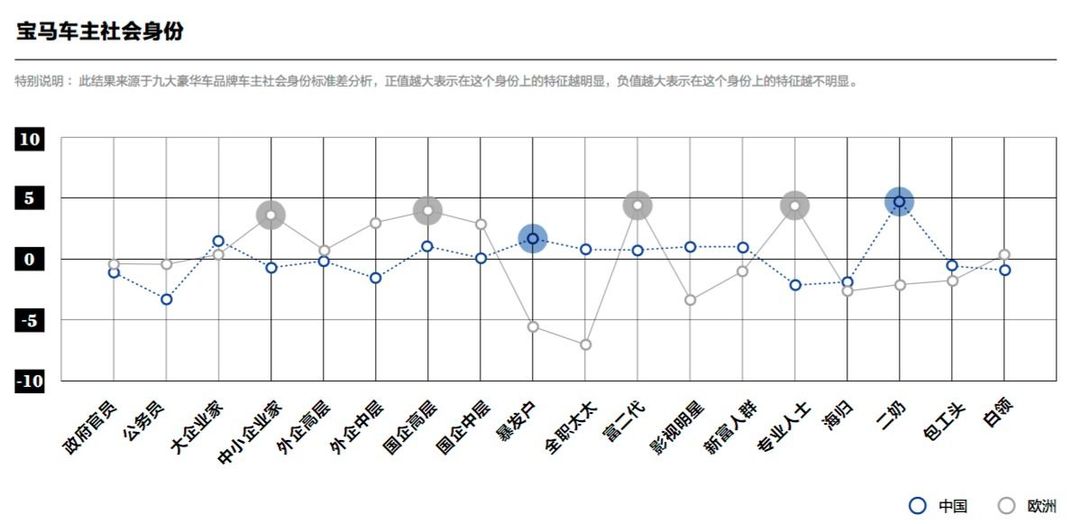 宝马车主社会身份
特别说明：此结果来源于九大豪华车品牌车主社会身份标准差分析，正值越大表示在这个身份上的特征越明显，负值越大表示在这个身份上的特征越不明显。
10
5
0
-5
-10
政府官员
公务员
大企业家
中小企业家
外企高层
外企中层
国企高层
国企中层
暴发户
全职太太
富二代
影视明星
新富人群
专业人士
海归
二奶
包工头
白领
中国
欧洲